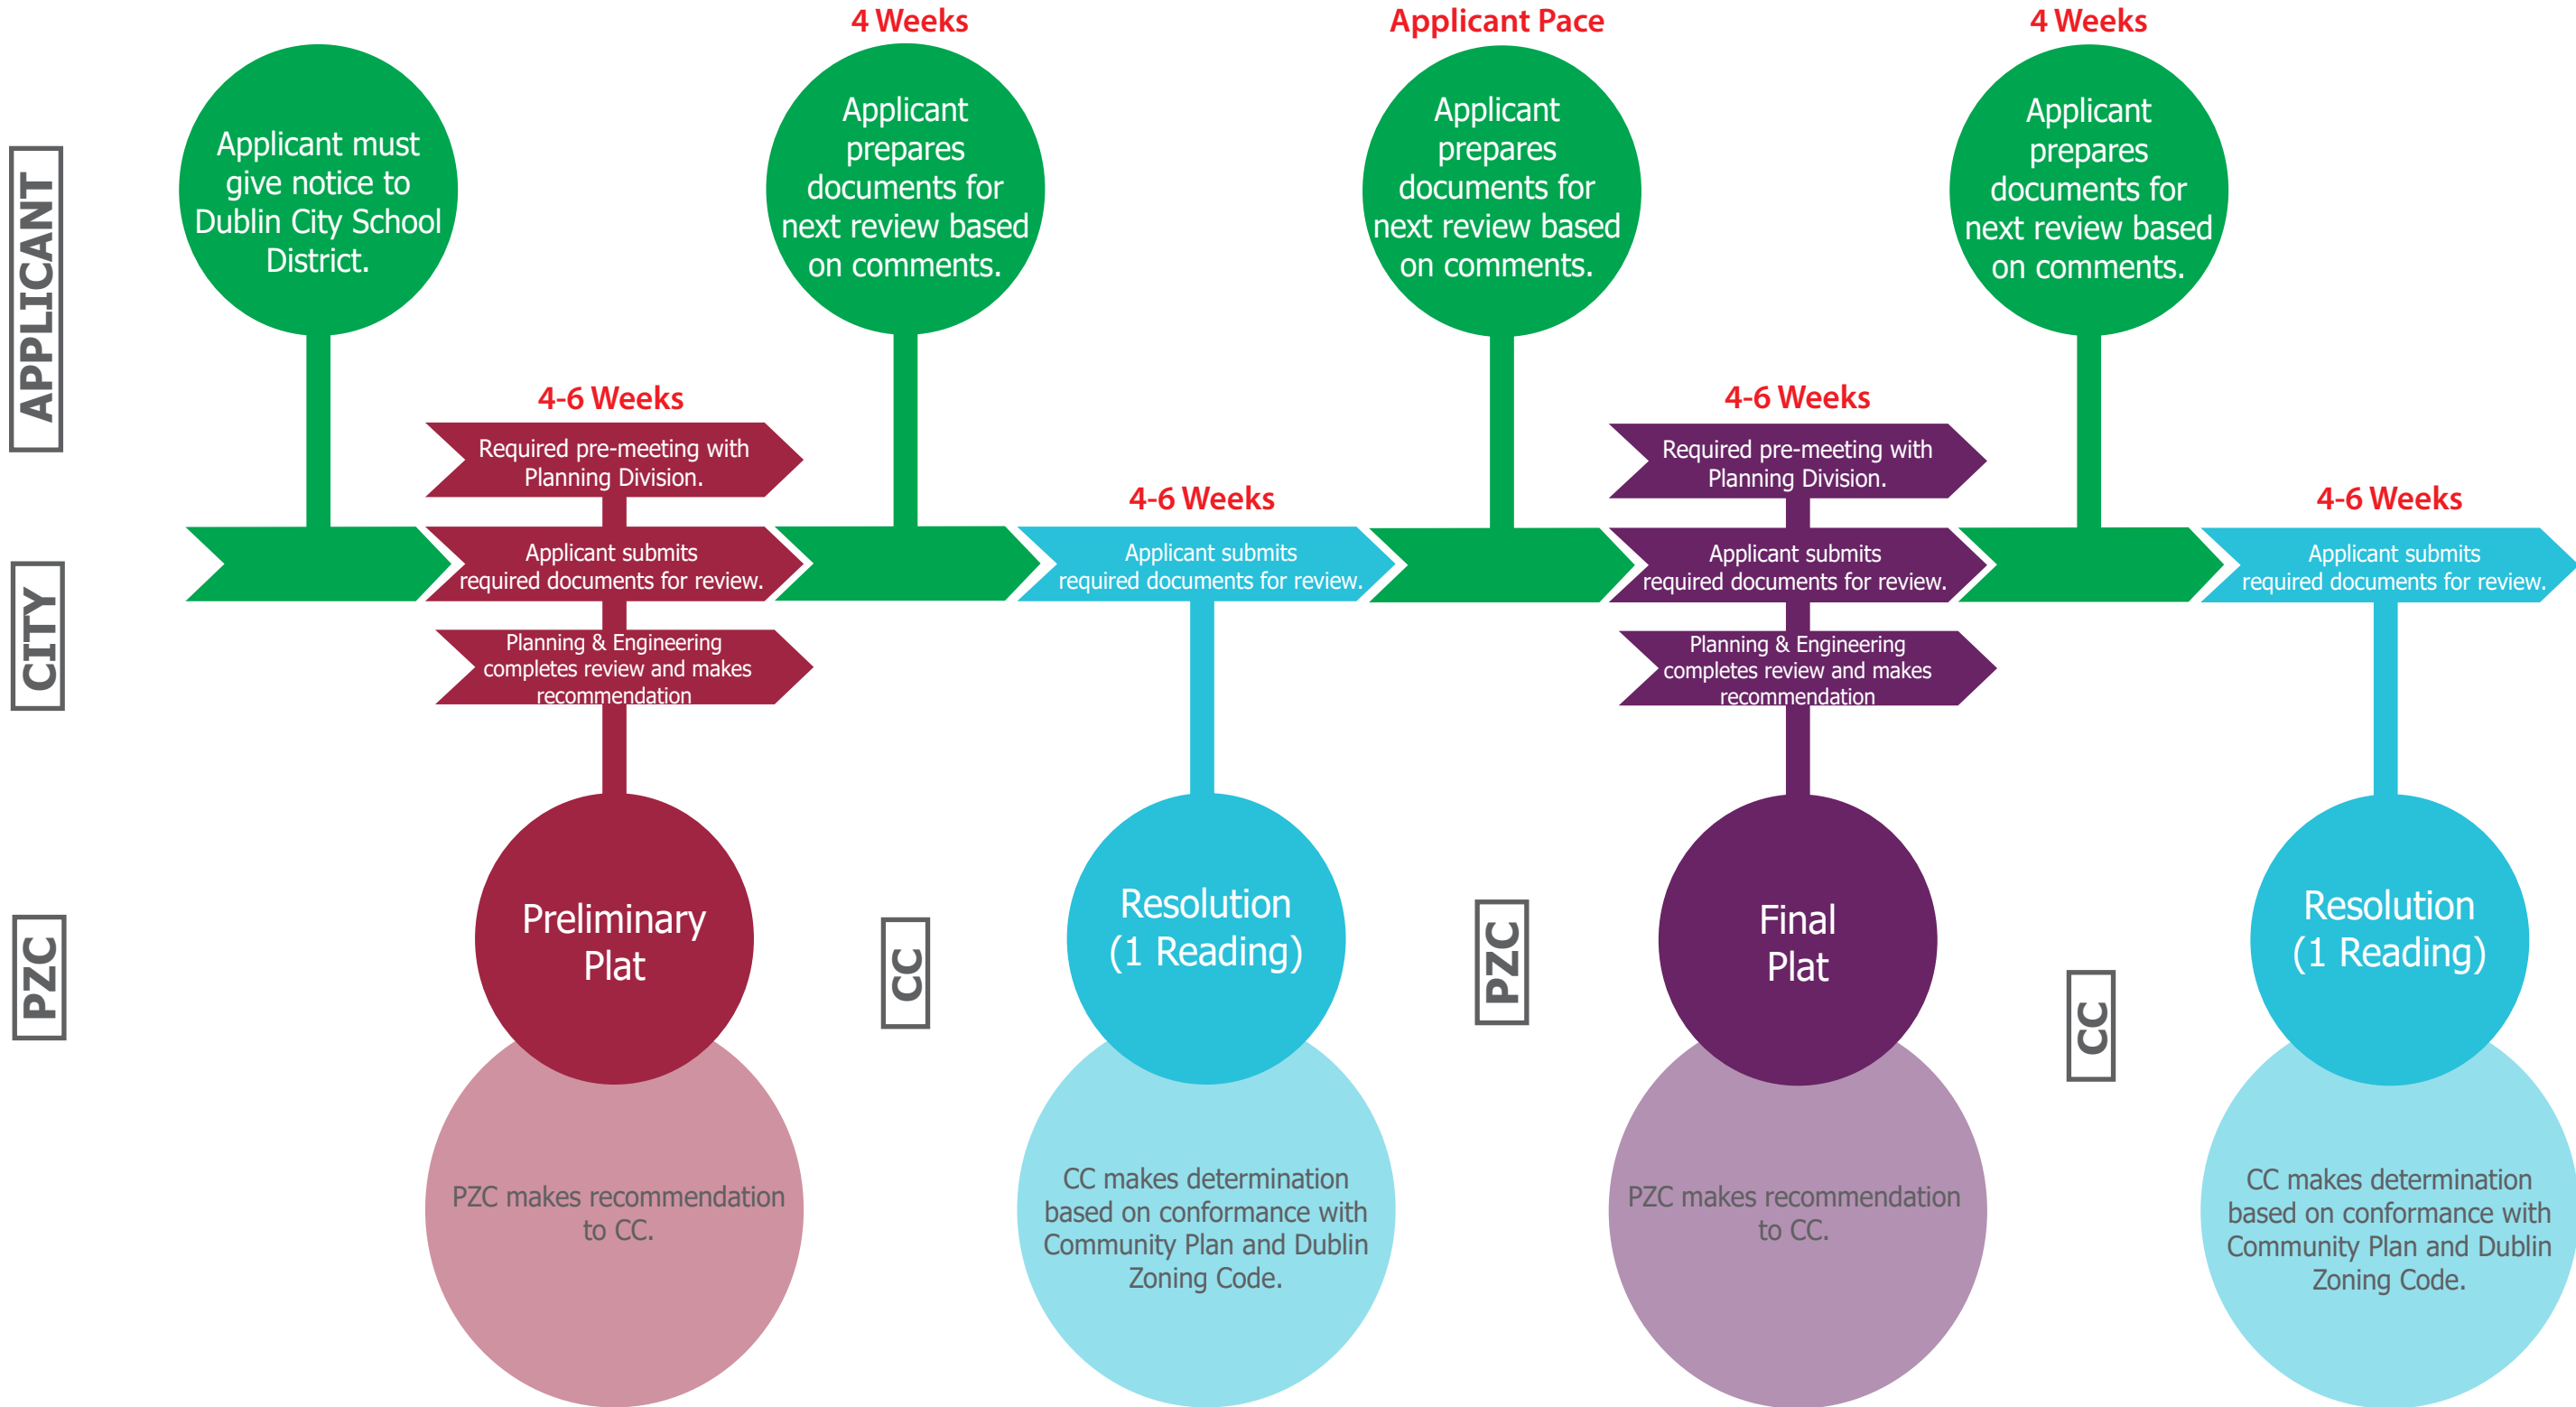 4 Weeks
Applicant Pace
4 Weeks
APPLICANT
Applicant must
give notice to
Dublin City School
District.
Applicant
prepares
documents for
next review based
on comments.
Applicant
prepares
documents for
next review based
on comments.
Applicant
prepares
documents for
next review based
on comments.
4-6 Weeks
Required pre-meeting with
Planning Division.
4-6 Weeks
4-6 Weeks
Required pre-meeting with
Planning Division.
4-6 Weeks
CITY
Applicant submits
required documents for review.
Applicant submits
required documents for review.
Applicant submits
required documents for review.
Applicant submits
required documents for review.
Planning & Engineering
completes review and makes
recommendation
Planning & Engineering
completes review and makes
recommendation
PZC
Preliminary
Plat
CC
Resolution
(1 Reading)
PZC
Final
Plat
CC
Resolution
(1 Reading)
PZC makes recommendation
to CC.
CC makes determination
based on conformance with
Community Plan and Dublin
Zoning Code.
PZC makes recommendation
to CC.
CC makes determination
based on conformance with
Community Plan and Dublin
Zoning Code.